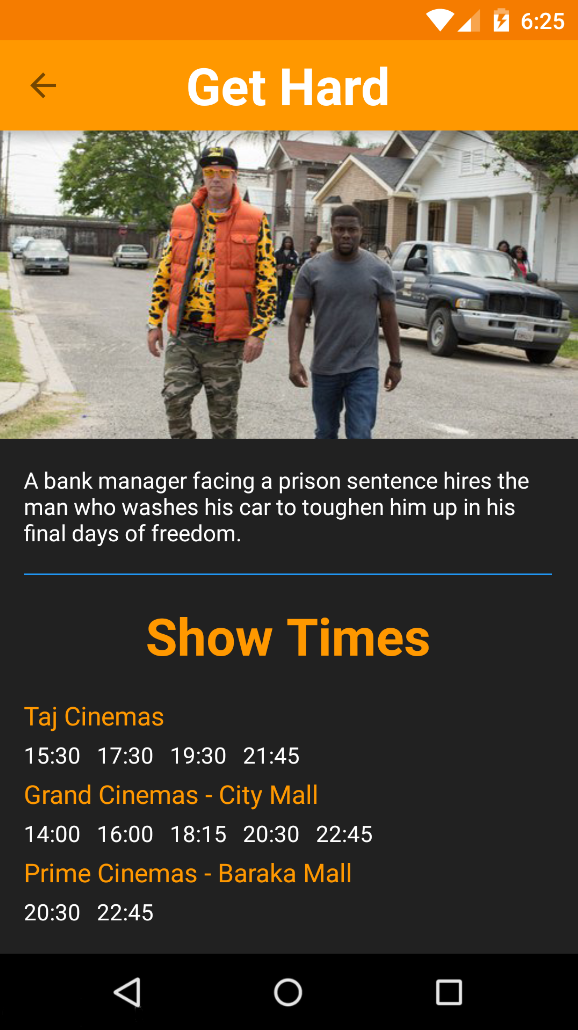 6:25
Get Hard
A bank manager facing a prison sentence hires the
man who washes his car to toughen him up in his
final days of freedom.
Show Times
Taj Cinemas
15:30 17:30 19:30 21:45
Grand Cinemas - City Mall
14:00 16:00 18:15 20:30 22:45
Prime Cinemas - Baraka Mall
20:30 22:45